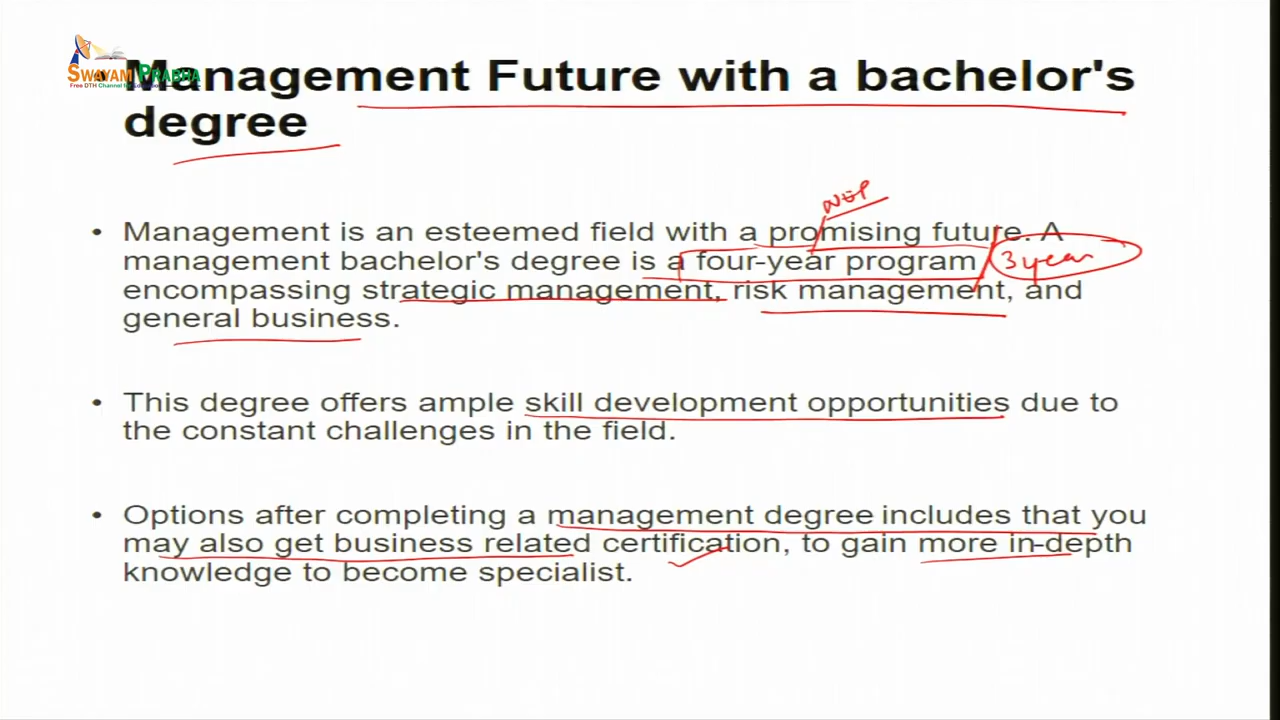 SWAYAM PRABHA
Free DTH Channel for Education
Management Future with a bachelor's
degree
NEP
• Management is an esteemed field with a promising future. A
management bachelor's degree is a four-year program / 3 year
encompassing strategic management, risk management, and
general business.
• This degree offers ample skill development opportunities due to
the constant challenges in the field.
• Options after completing a management degree includes that you
may also get business related certification, to gain more in-depth
knowledge to become specialist.